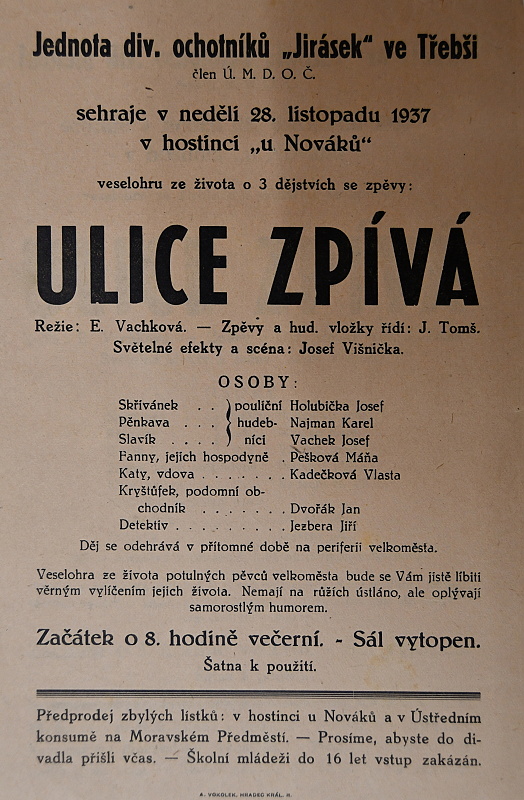 Jednota div. ochotníků „Jirásek“ ve Třebši
člen Ú. M. D. O. Č.
sehraje v neděli 28. listopadu 1937
v hostinci „u Nováků“
veselohru ze života o 3 dějstvích se zpěvy:
ULICE ZPÍVÁ
Režie: E. Vachková. — Zpěvy a hud. vložky řídí: J. Tomš.
Světelné efekty a scéna: Josef Višnička.
OSOBY:
Skřivánek . . } pouliční Holubička Josef
Pěnkava . . . } hudeb- Najman Karel
Slavík . . . . } níci Vachek Josef
Fanny, jejich hospodyně . Pešková Máňa
Katy, vdova . . . . . . . Kadečková Vlasta
Kryštůfek, podomní ob-
chodník . . . . . . . Dvořák Jan
Detektiv . . . . . . . . . Jezbera Jiří
Děj se odehrává v přítomné době na periferii velkoměsta.
Veselohra ze života potulných pěvců velkoměsta bude se Vám jistě líbiti
věrným vylíčením jejich života. Nemají na růžích ústláno, ale oplývají
samorostlým humorem.
Začátek o 8. hodině večerní. - Sál vytopen.
Šatna k použití.
Předprodej zbylých lístků: v hostinci u Nováků a v Ústředním
konsumě na Moravském Předměstí. — Prosíme, abyste do di-
vadla přišli včas. — Školní mládeži do 16 let vstup zakázán.
A. VOKOLEK, HRADEC KRÁL. R.